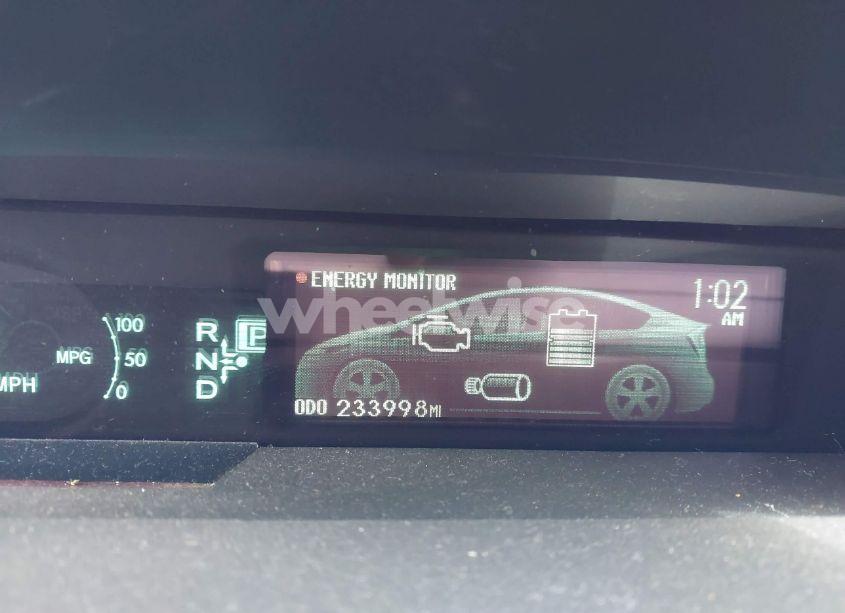 ENERGY MONITOR
1:02
AM
wheelwise
100
MPG
50
0
MPH
R
N
D
P
ODO 233998MI